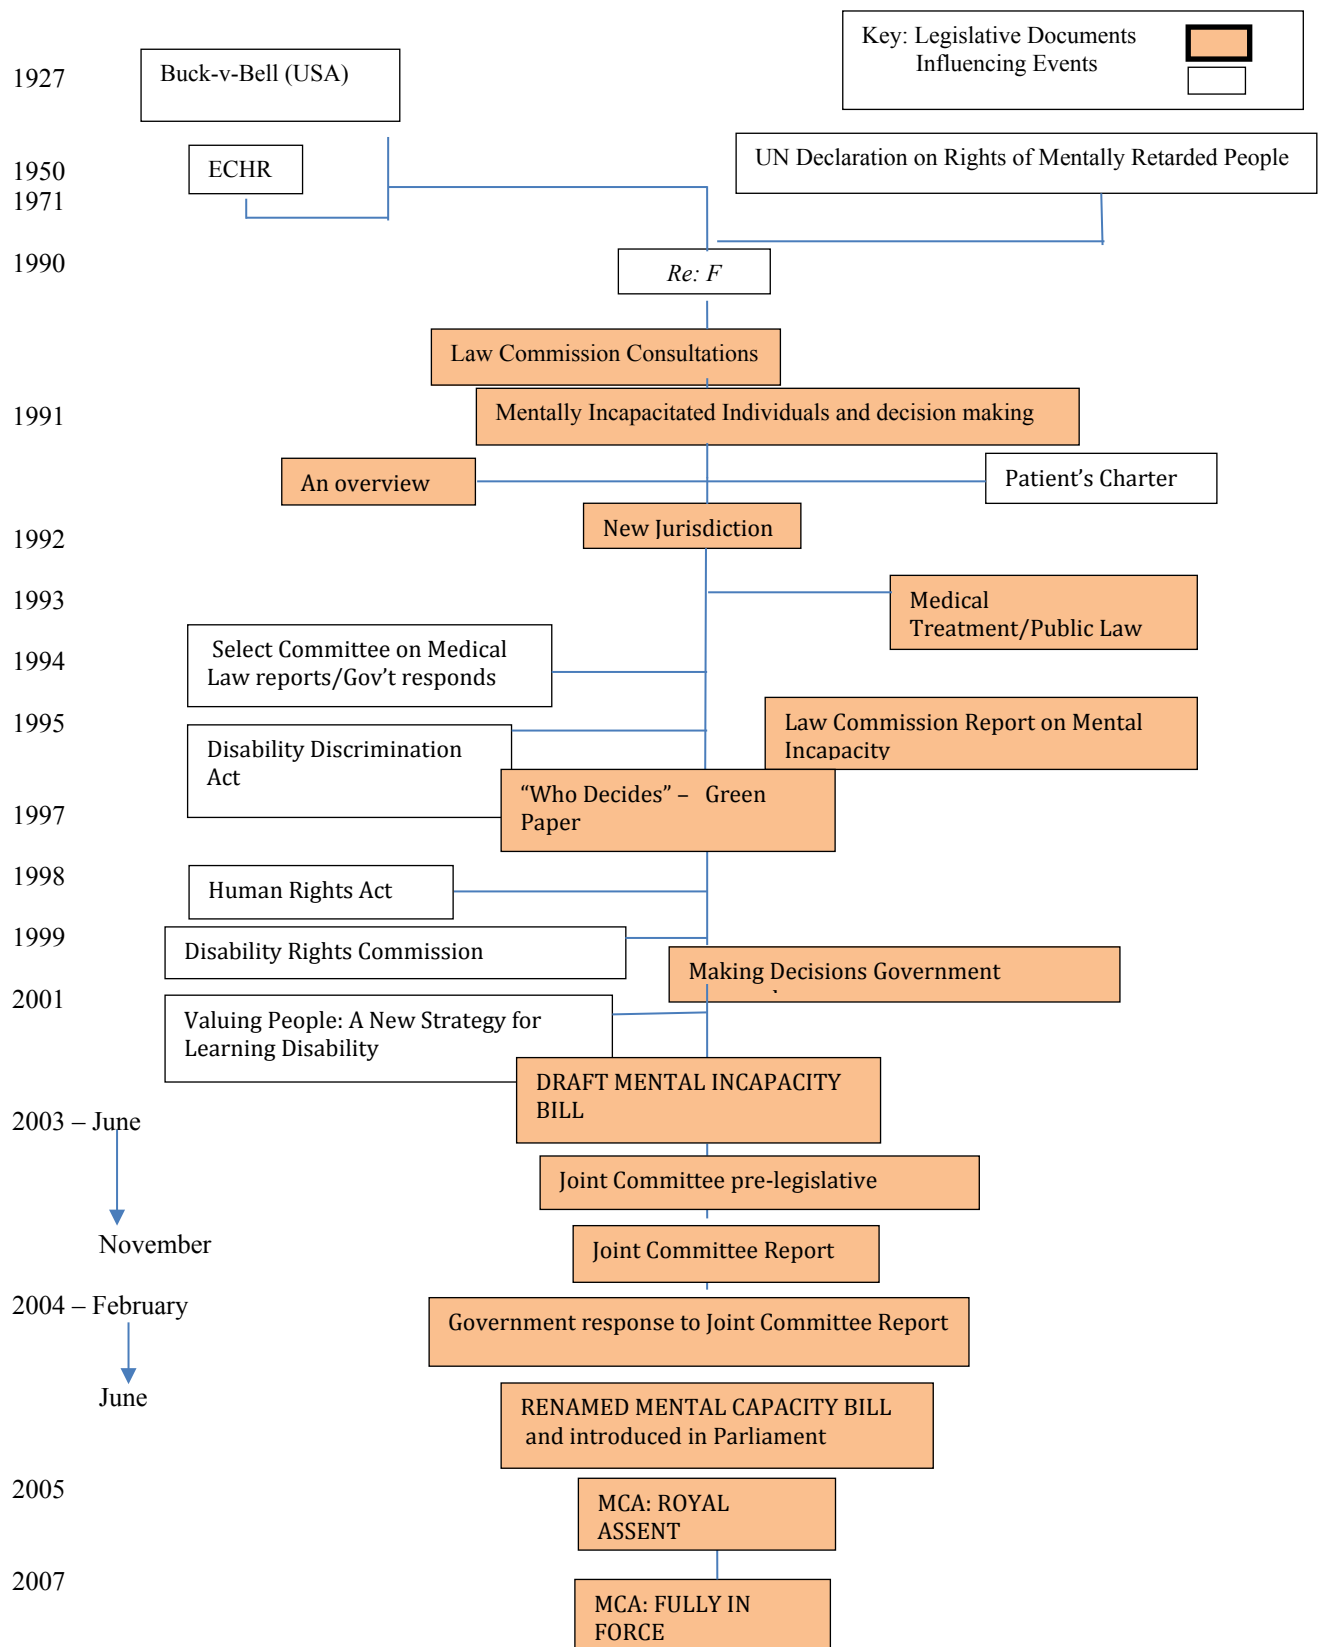 Key: Legislative Documents
Influencing Events
1927
Buck-v-Bell (USA)
UN Declaration on Rights of Mentally Retarded People
1950
ECHR
1971
1990
Re: F
Law Commission Consultations
1991
Mentally Incapacitated Individuals and decision making
An overview
Patient’s Charter
1992
New Jurisdiction
1993
Medical
Treatment/Public Law
1994
Select Committee on Medical
Law reports/Gov’t responds
1995
Law Commission Report on Mental
Incapacity
Disability Discrimination
Act
1997
“Who Decides” – Green
Paper
1998
Human Rights Act
1999
Disability Rights Commission
Making Decisions Government
2001
Valuing People: A New Strategy for
Learning Disability
DRAFT MENTAL INCAPACITY
BILL
2003 – June
Joint Committee pre-legislative
November
Joint Committee Report
2004 – February
Government response to Joint Committee Report
June
RENAMED MENTAL CAPACITY BILL
and introduced in Parliament
2005
MCA: ROYAL
ASSENT
2007
MCA: FULLY IN
FORCE